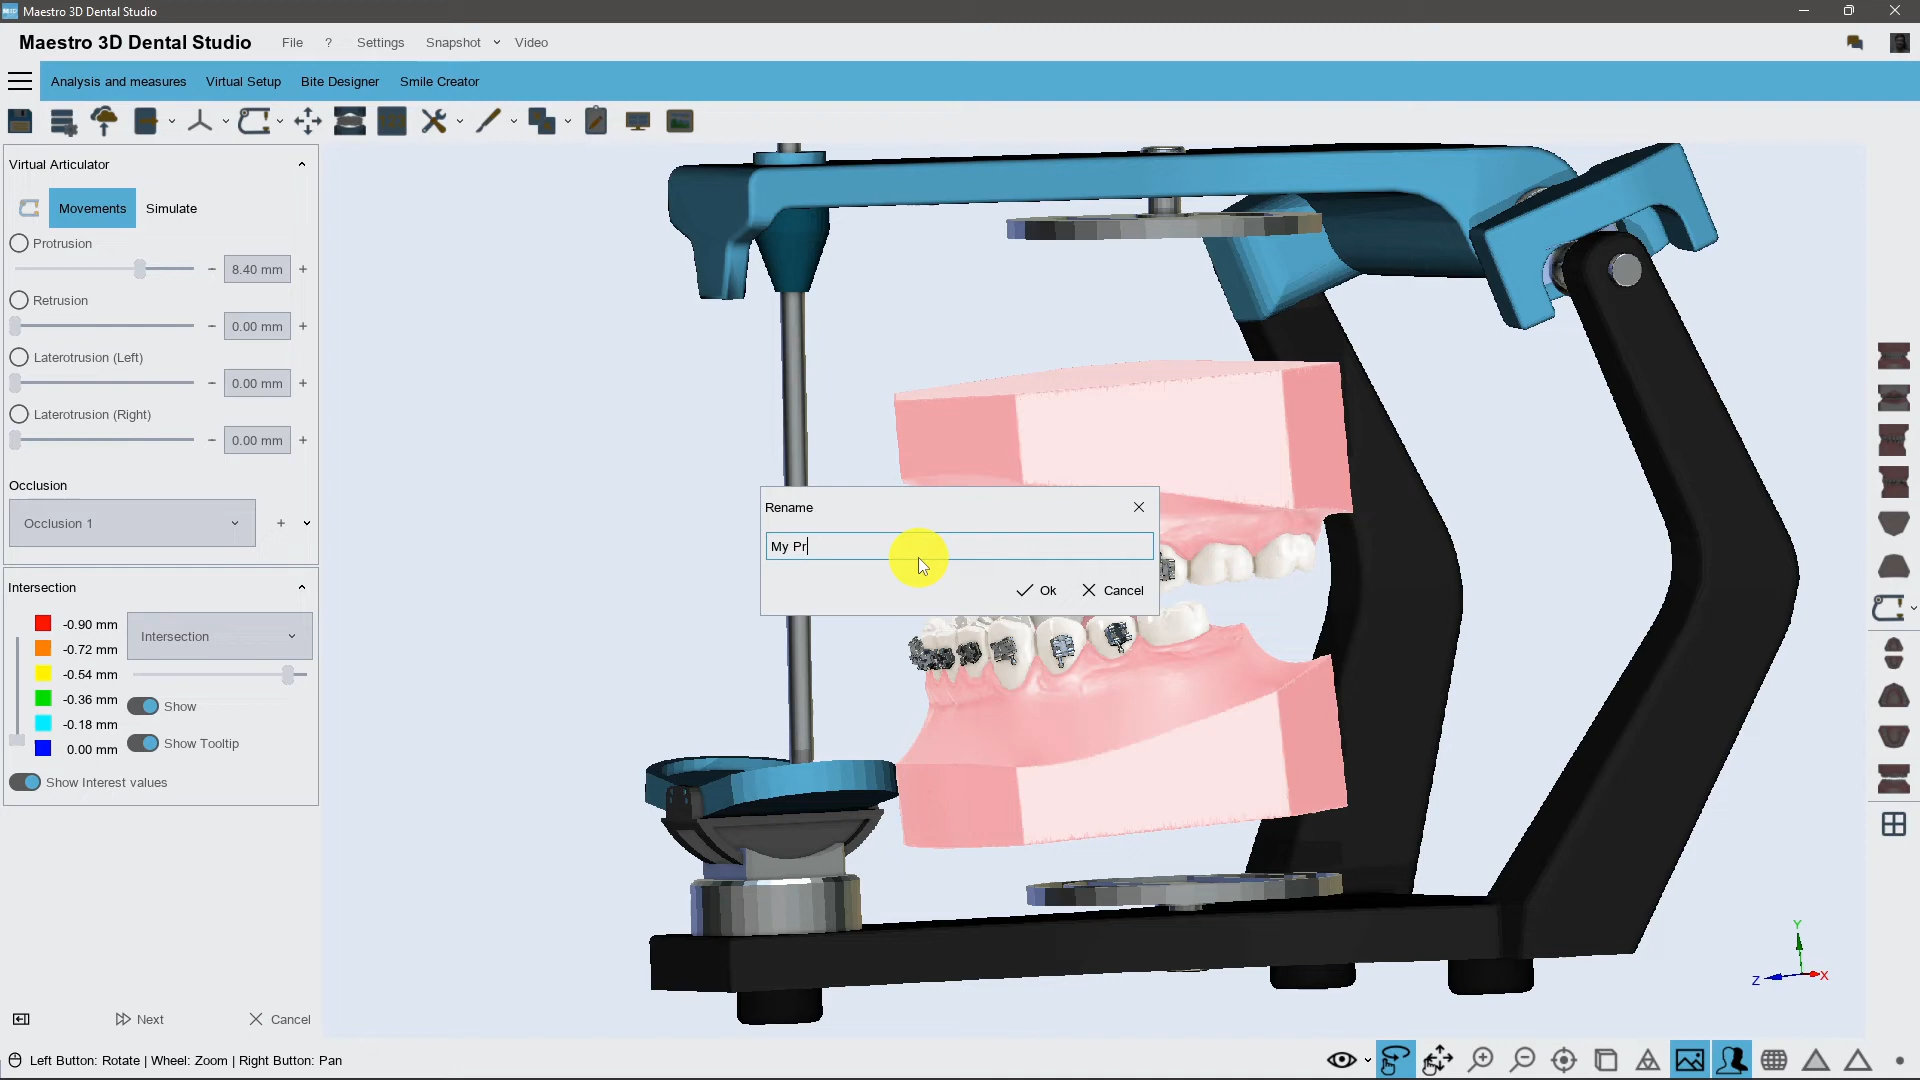 Maestro 3D Dental Studio
Maestro 3D Dental Studio
File
?
Settings
Snapshot
Video
Analysis and measures
Virtual Setup
Bite Designer
Smile Creator
Virtual Articulator
Movements
Simulate
Protrusion
8.40 mm
Retrusion
0.00 mm
Laterotrusion (Left)
0.00 mm
Laterotrusion (Right)
0.00 mm
Occlusion
Occlusion 1
Rename
My Pr
Ok
Cancel
Intersection
-0.90 mm
-0.72 mm
-0.54 mm
-0.36 mm
-0.18 mm
0.00 mm
Intersection
Show
Show Tooltip
Show Interest values
Y
Z
X
Next
Cancel
Left Button: Rotate | Wheel: Zoom | Right Button: Pan